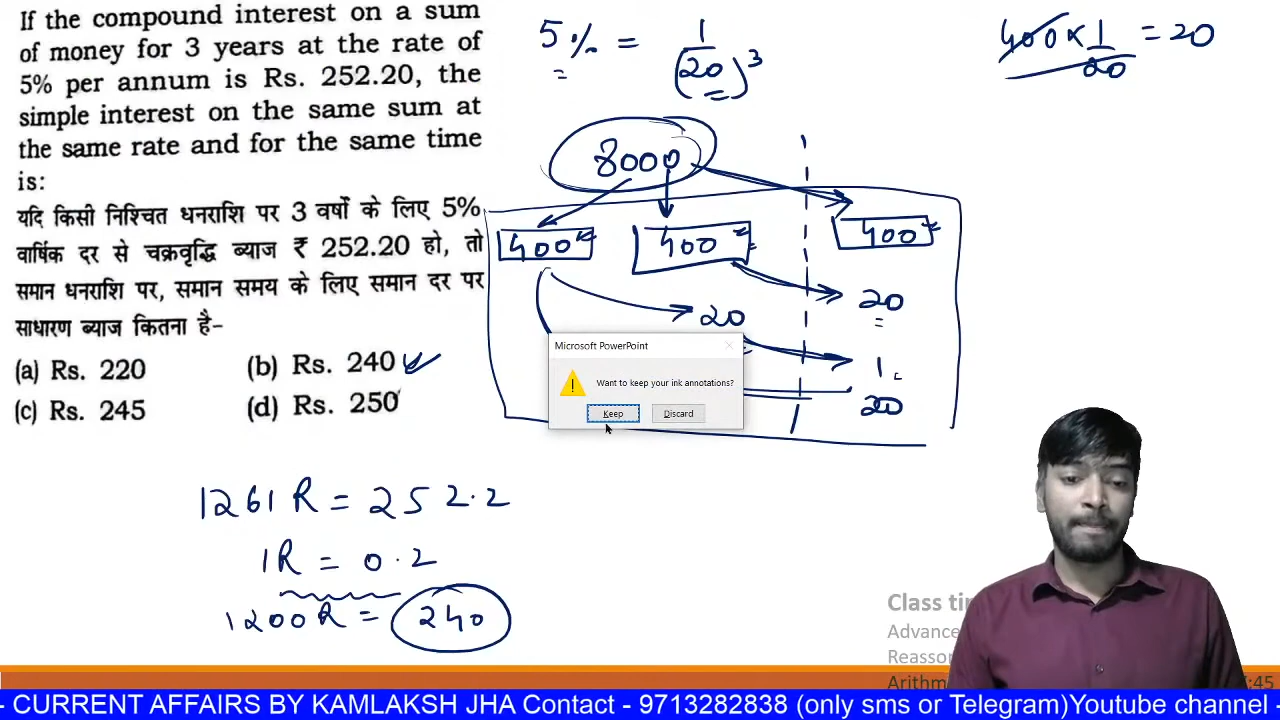 If the compound interest on a sum
of money for 3 years at the rate of
5% per annum is Rs. 252.20, the
simple interest on the same sum at
the same rate and for the same time
is:
यदि किसी निश्चित धनराशि पर 3 वर्षों के लिए 5%
वार्षिक दर से चक्रवृद्धि ब्याज ₹ 252.20 हो, तो
समान धनराशि पर, समान समय के लिए समान दर पर
साधारण ब्याज कितना है-
(a) Rs. 220 (b) Rs. 240
(c) Rs. 245 (d) Rs. 250
5% = 1/(20)³
400 × 1/20 = 20
8000
400 400 400
20 20
1
20
Microsoft PowerPoint
Want to keep your ink annotations?
Keep Discard
1261 R = 252.2
1R = 0.2
1200R = 240
Class tim
Advance
Reason
Arithm :45
- CURRENT AFFAIRS BY KAMLAKSH JHA Contact - 9713282838 (only sms or Telegram)Youtube channel -